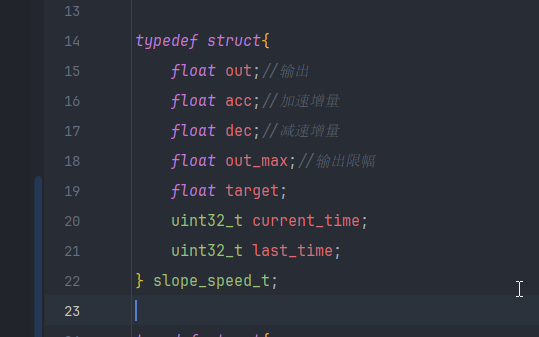 13
14 typedef struct{
15 float out;//输出
16 float acc;//加速增量
17 float dec;//减速增量
18 float out_max;//输出限幅
19 float target;
20 uint32_t current_time;
21 uint32_t last_time;
22 } slope_speed_t;
23